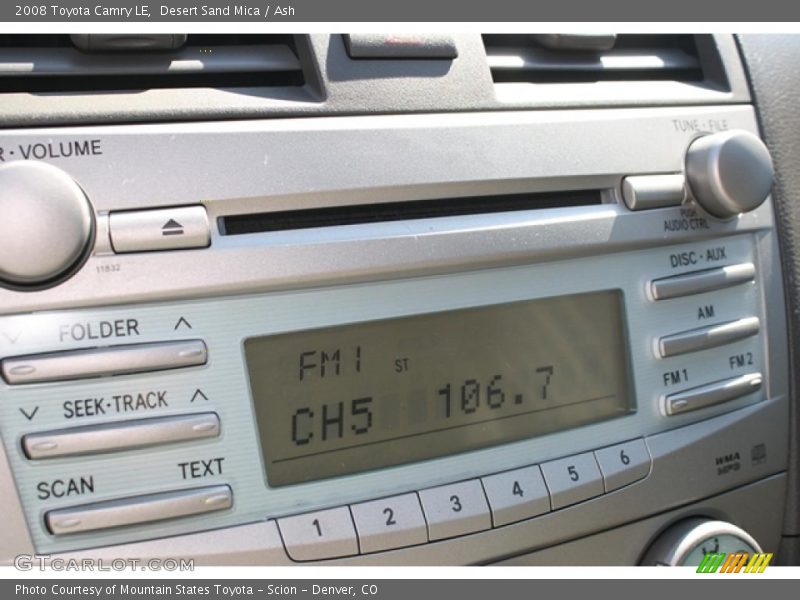 2008 Toyota Camry LE, Desert Sand Mica / Ash
R · VOLUME
TUNE · FILE
PUSH
AUDIO CTRL
11832
DISC · AUX
FOLDER
AM
FM1 ST
CH5 106.7
SEEK·TRACK
FM1 FM2
SCAN TEXT
1 2 3 4 5 6
WMA
MP3
GTCARLOT.COM
Photo Courtesy of Mountain States Toyota - Scion - Denver, CO